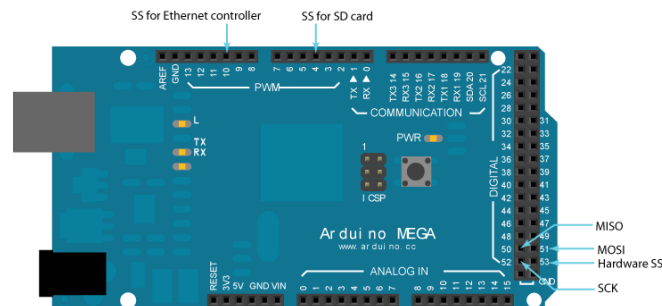 SS for Ethernet controller
SS for SD card
AREF
GND
13
12
11
10
9
8
7
6
5
4
3
2
1
0
TX
RX
PWM
TX3 14
RX3 15
TX2 16
RX2 17
TX1 18
RX1 19
SDA 20
SCL 21
COMMUNICATION
L
TX
RX
PWR
1
ICSP
Arduino MEGA
www.arduino.cc
DIGITAL
22
24
26
28
30
32
34
36
38
40
42
44
46
48
50
52
31
33
35
37
39
41
43
45
47
49
51
53
GND
MISO
MOSI
Hardware SS
SCK
RESET
3V3
5V
GND
VIN
ANALOG IN
0
1
2
3
4
5
6
7
8
9
10
11
12
13
14
15